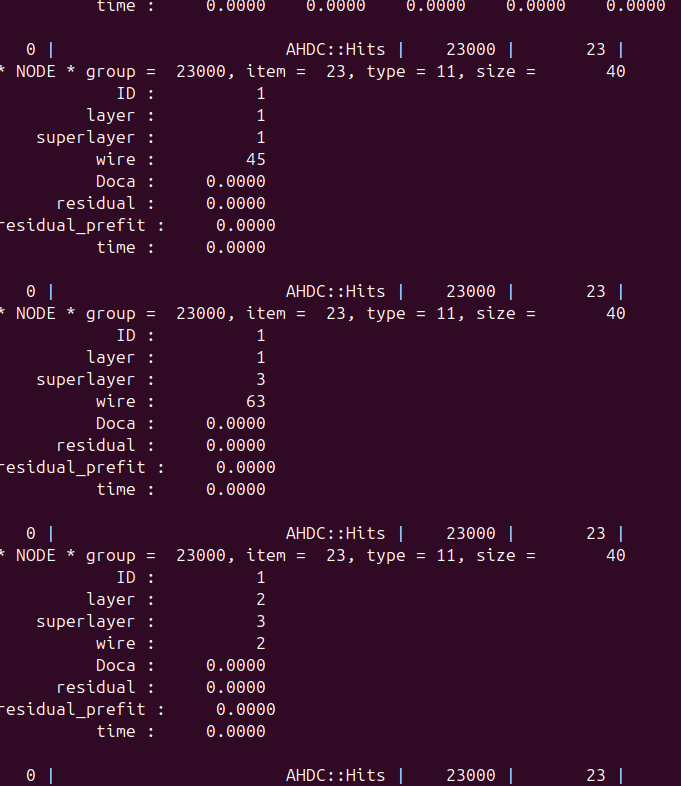 time :     0.0000    0.0000    0.0000    0.0000    0.0000
0 |                       AHDC::Hits |    23000 |       23 |
* NODE * group =  23000, item =  23, type = 11, size =       40
ID :          1
layer :          1
superlayer :          1
wire :         45
Doca :     0.0000
residual :     0.0000
residual_prefit :     0.0000
time :     0.0000
0 |                       AHDC::Hits |    23000 |       23 |
* NODE * group =  23000, item =  23, type = 11, size =       40
ID :          1
layer :          1
superlayer :          3
wire :         63
Doca :     0.0000
residual :     0.0000
residual_prefit :     0.0000
time :     0.0000
0 |                       AHDC::Hits |    23000 |       23 |
* NODE * group =  23000, item =  23, type = 11, size =       40
ID :          1
layer :          2
superlayer :          3
wire :          2
Doca :     0.0000
residual :     0.0000
residual_prefit :     0.0000
time :     0.0000
0 |                       AHDC::Hits |    23000 |       23 |